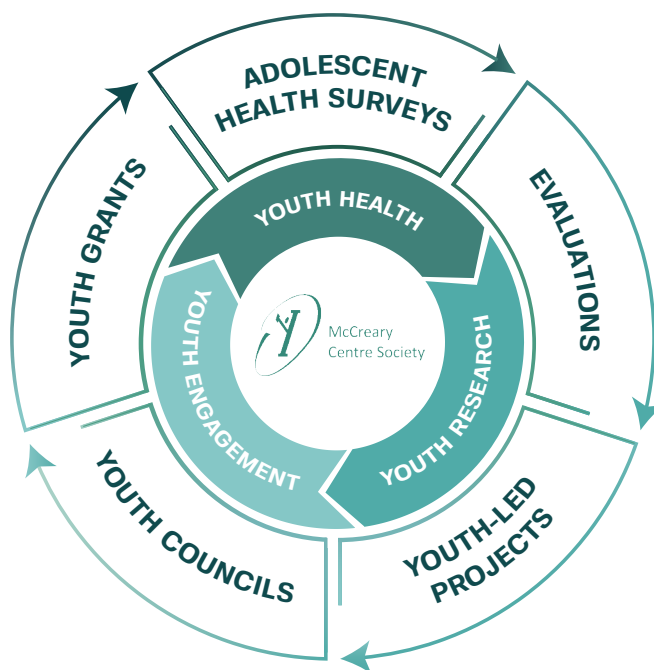 ADOLESCENT
HEALTH SURVEYS
EVALUATIONS
YOUTH-LED
PROJECTS
YOUTH COUNCILS
YOUTH GRANTS
YOUTH HEALTH
YOUTH RESEARCH
YOUTH ENGAGEMENT
McCreary
Centre Society